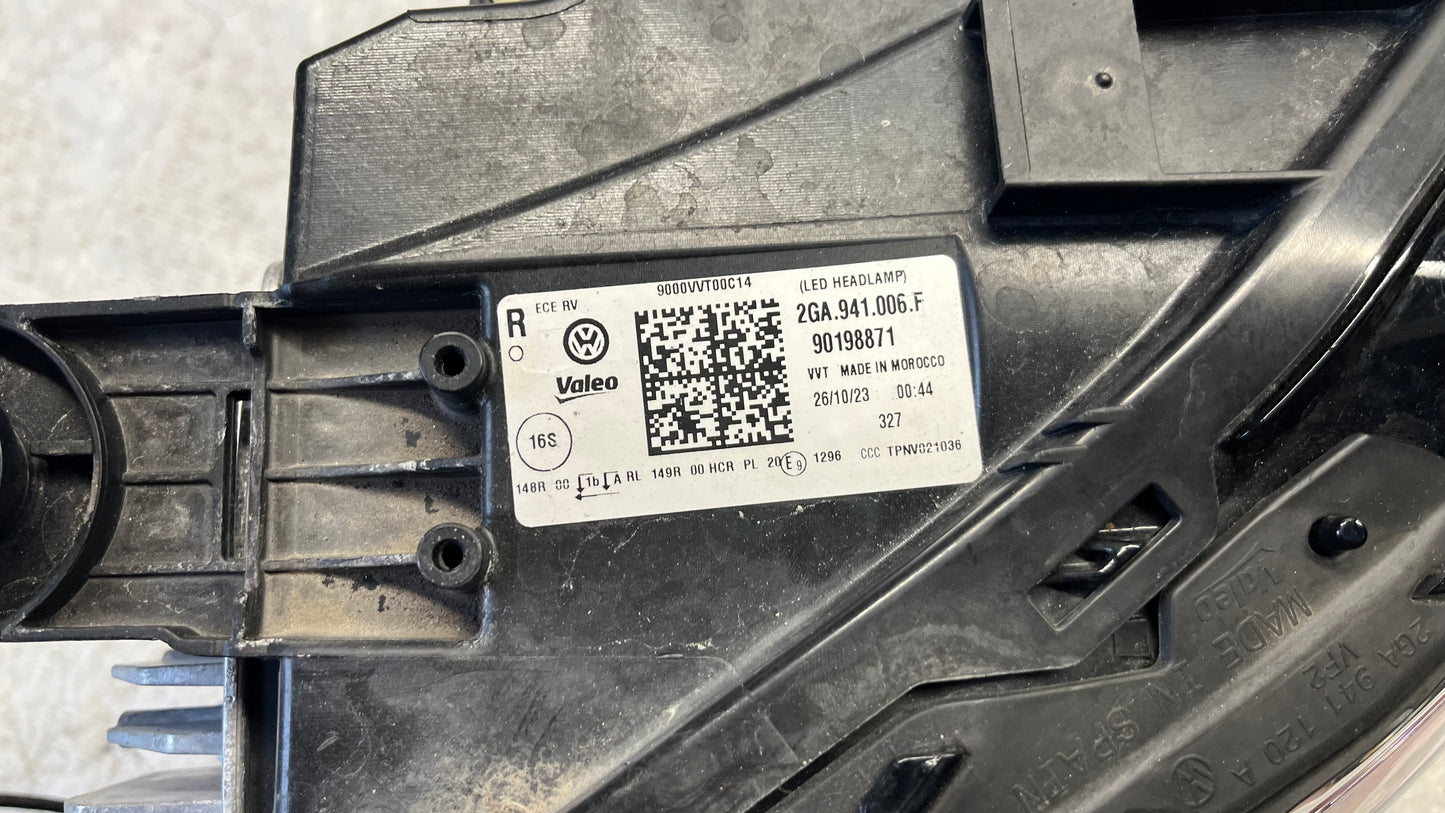 9000VVT00C14
(LED HEADLAMP)
R
ECE RV
Valeo
2GA.941.006.F
90198871
VVT MADE IN MOROCCO
26/10/23 00:44
327
16S
148R 00 1b A RL 149R 00 HCR PL 20 E9 1296 CCC TPNV021036
Valeo
MADE IN SPAIN
2GA 941 120 A
VF2